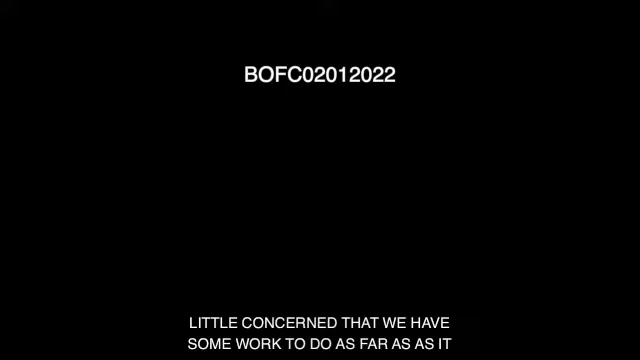 BOFC02012022
LITTLE CONCERNED THAT WE HAVE
SOME WORK TO DO AS FAR AS AS IT